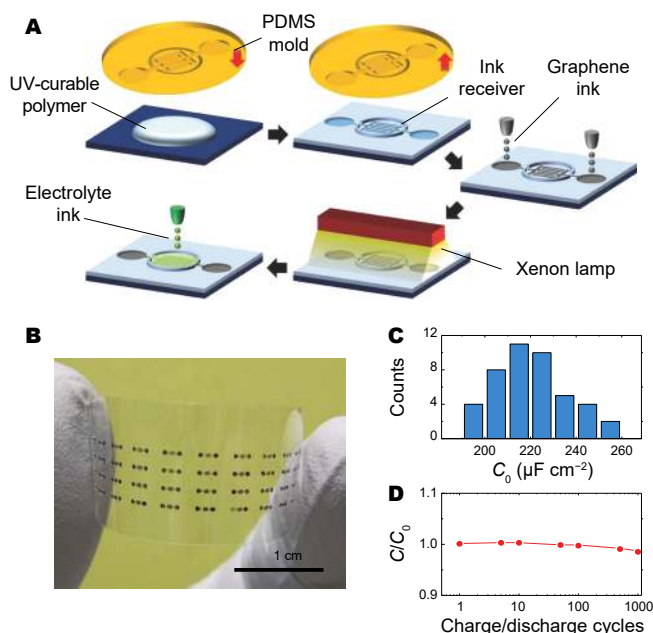 A
PDMS
mold
UV-curable
polymer
Ink
receiver
Graphene
ink
Electrolyte
ink
Xenon lamp
B
1 cm
C
12
8
4
0
Counts
200 220 240 260
C₀ (µF cm⁻²)
D
1.1
1.0
0.9
C/C₀
1 10 100 1000
Charge/discharge cycles